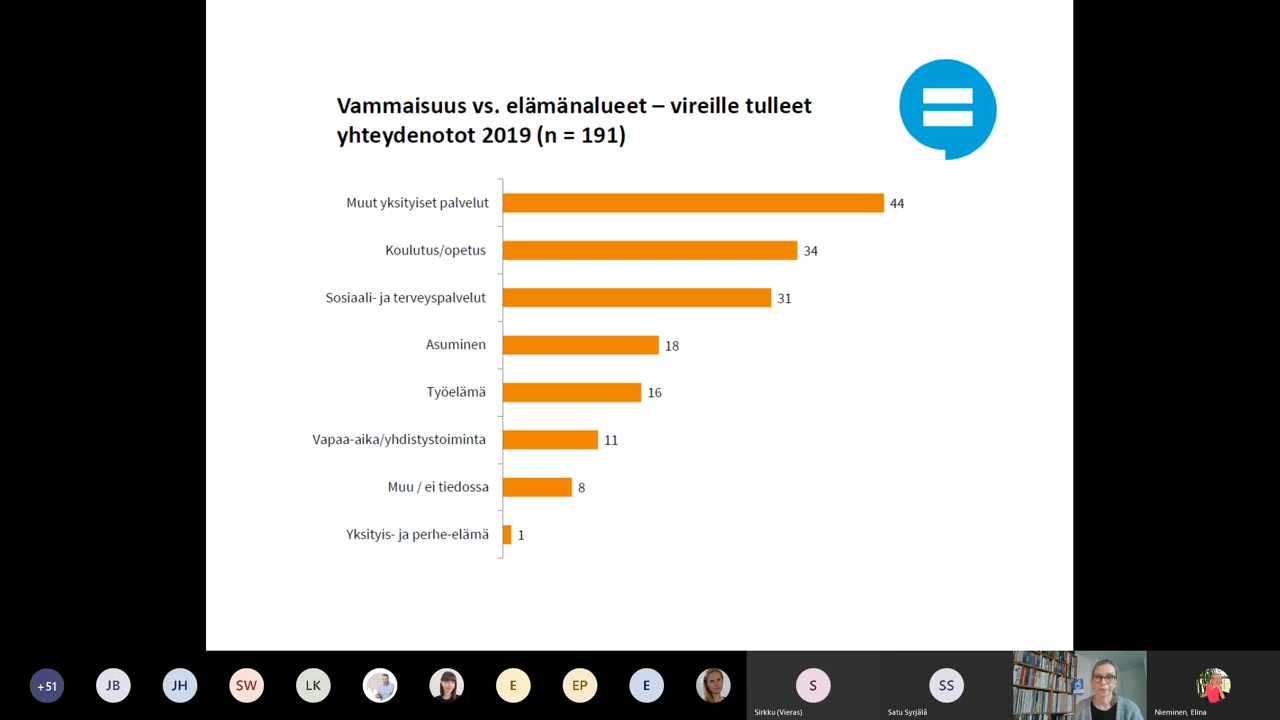 Vammaisuus vs. elämänalueet – vireille tulleet
yhteydenotot 2019 (n = 191)
Muut yksityiset palvelut 44
Koulutus/opetus 34
Sosiaali- ja terveyspalvelut 31
Asuminen 18
Työelämä 16
Vapaa-aika/yhdistystoiminta 11
Muu / ei tiedossa 8
Yksityis- ja perhe-elämä 1
+51 JB JH SW LK E EP E S SS
Sirkku (Vieras) Satu Syrjälä Nieminen, Elina